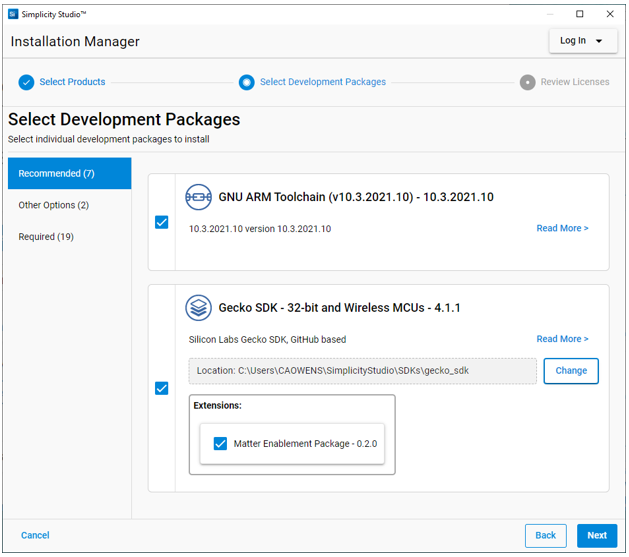 Simplicity Studio™
Installation Manager
Log In
Select Products
Select Development Packages
Review Licenses
Select Development Packages
Select individual development packages to install
Recommended (7)
Other Options (2)
Required (19)
GNU ARM Toolchain (v10.3.2021.10) - 10.3.2021.10
10.3.2021.10 version 10.3.2021.10
Read More >
Gecko SDK - 32-bit and Wireless MCUs - 4.1.1
Silicon Labs Gecko SDK, GitHub based
Read More >
Location: C:\Users\CAOWENS\SimplicityStudio\SDKs\gecko_sdk
Change
Extensions:
Matter Enablement Package - 0.2.0
Cancel
Back
Next